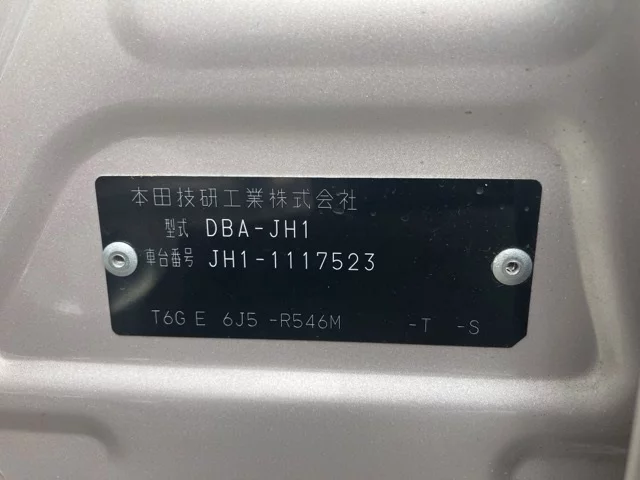 本田技研工業株式会社
型式 DBA-JH1
車台番号 JH1-1117523
T6G E 6J5 -R546M -T -S